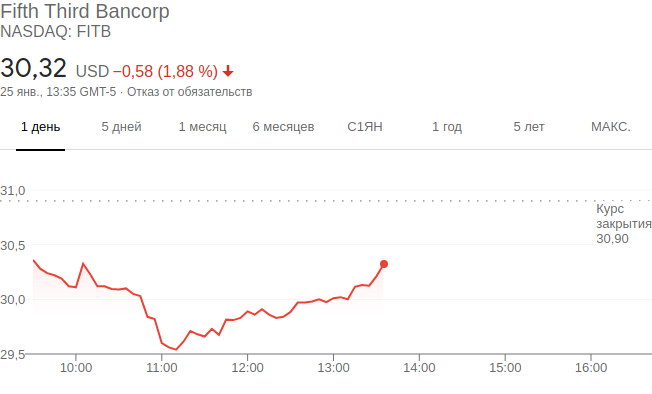 Fifth Third Bancorp
NASDAQ: FITB
30,32 USD −0,58 (1,88 %)
25 янв., 13:35 GMT-5 · Отказ от обязательств
1 день 5 дней 1 месяц 6 месяцев С1ЯН 1 год 5 лет МАКС.
31,0
Курс
закрытия
30,90
30,5
30,0
29,5
10:00 11:00 12:00 13:00 14:00 15:00 16:00